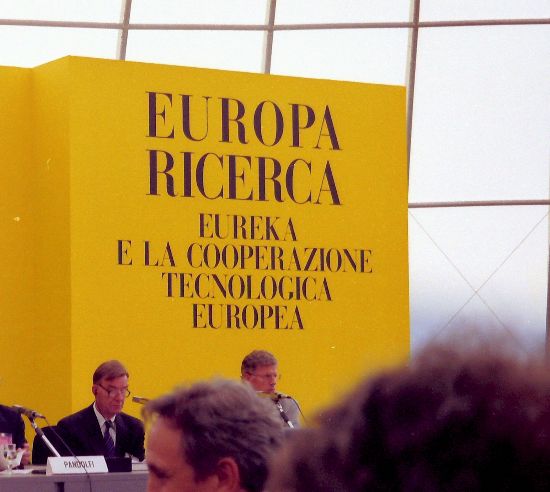 EUROPA
RICERCA
EUREKA
E LA COOPERAZIONE
TECNOLOGICA
EUROPEA
PANDOLFI